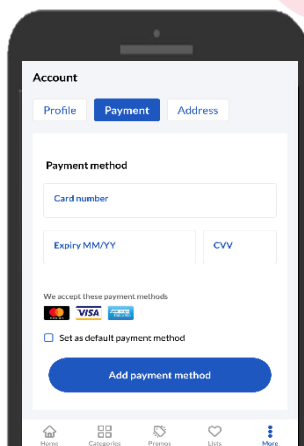 Account
Profile Payment Address
Payment method
Card number
Expiry MM/YY CVV
We accept these payment methods
VISA
Set as default payment method
Add payment method
Home Categories Promos Lists More